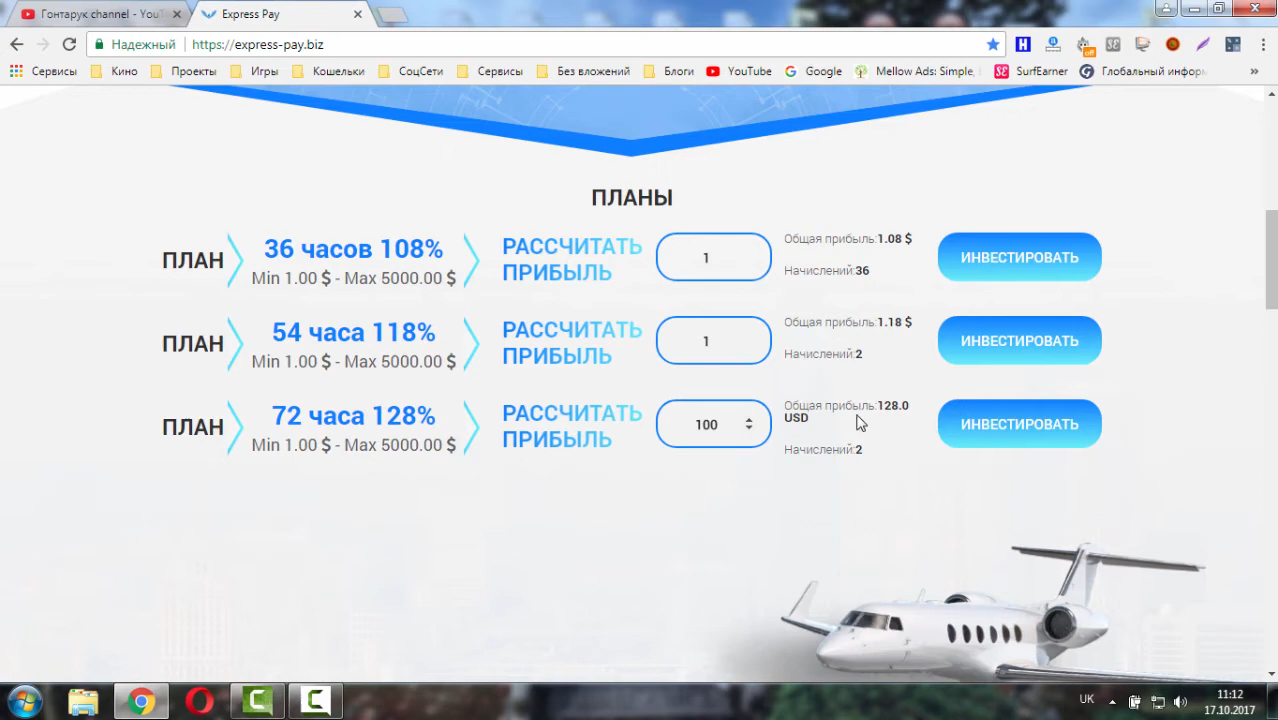 Гонтарук channel - YouTu
Express Pay
Надежный
https://express-pay.biz
Сервисы
Кино
Проекты
Игры
Кошельки
СоцСети
Сервисы
Без вложений
Блоги
YouTube
Google
Mellow Ads: Simple,
SurfEarner
Глобальный инфор
ПЛАНЫ
ПЛАН
36 часов 108%
Min 1.00 $ - Max 5000.00 $
РАССЧИТАТЬ
ПРИБЫЛЬ
1
Общая прибыль:1.08 $
Начислений:36
ИНВЕСТИРОВАТЬ
ПЛАН
54 часа 118%
Min 1.00 $ - Max 5000.00 $
РАССЧИТАТЬ
ПРИБЫЛЬ
1
Общая прибыль:1.18 $
Начислений:2
ИНВЕСТИРОВАТЬ
ПЛАН
72 часа 128%
Min 1.00 $ - Max 5000.00 $
РАССЧИТАТЬ
ПРИБЫЛЬ
100
Общая прибыль:128.0
USD
Начислений:2
ИНВЕСТИРОВАТЬ
UK
11:12
17.10.2017